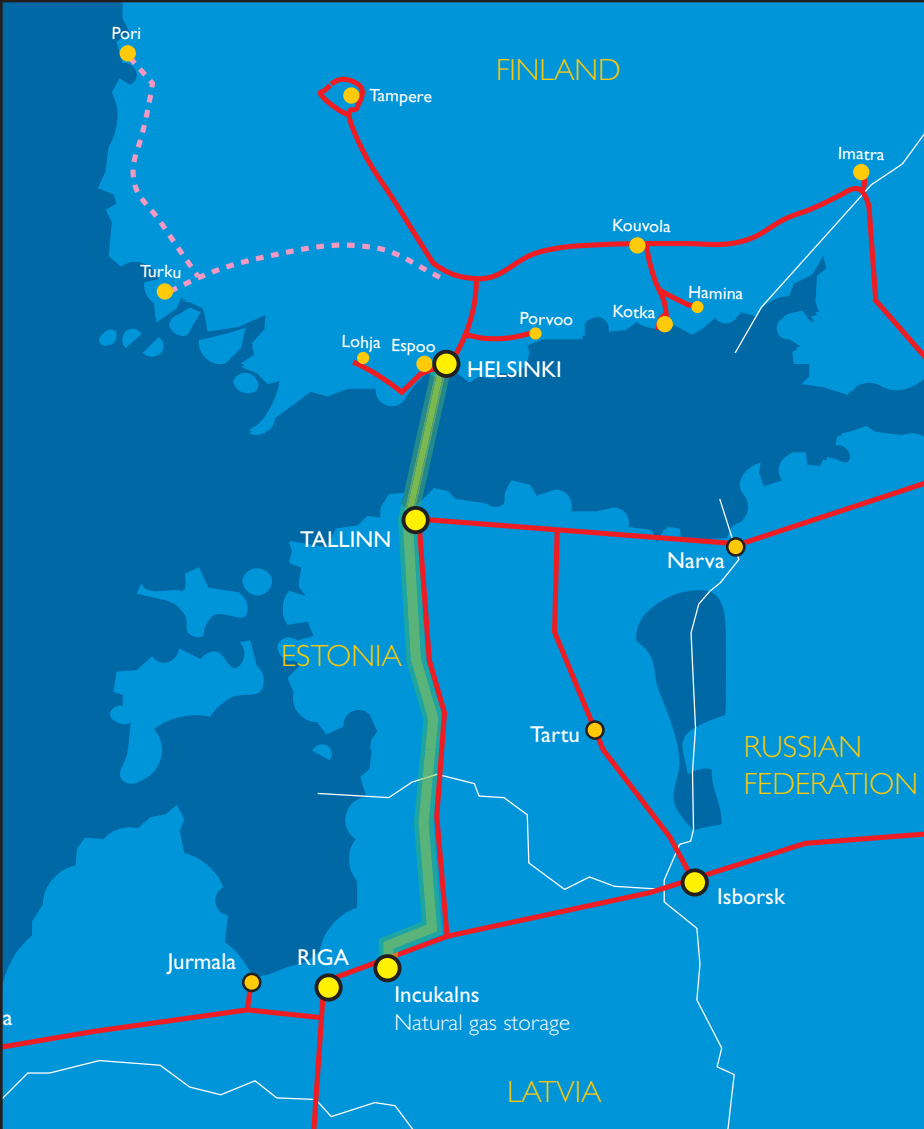 Pori
FINLAND
Tampere
Imatra
Kouvola
Turku
Hamina
Kotka
Porvoo
Lohja
Espoo
HELSINKI
TALLINN
Narva
ESTONIA
Tartu
RUSSIAN
FEDERATION
Isborsk
RIGA
Jurmala
Incukalns
Natural gas storage
a
LATVIA